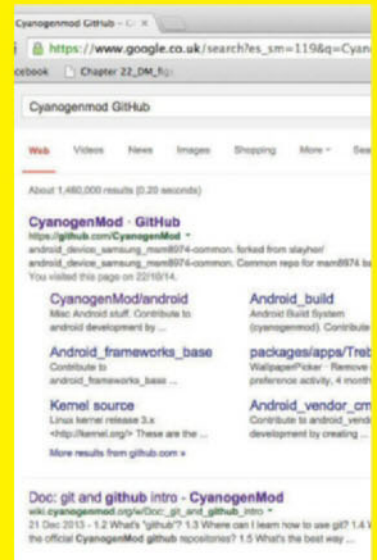 Cyanogenmod GitHub - G
https://www.google.co.uk/search?es_sm=119&q=Cyan
cebook Chapter 22_DM_fig
Cyanogenmod GitHub
Web Videos News Images Shopping More Sea
About 1,460,000 results (0.20 seconds)
CyanogenMod · GitHub
https://github.com/CyanogenMod
android_device_samsung_msm8974-common. forked from slayher/
android_device_samsung_msm8974-common. Common repo for msm8974 ba
You visited this page on 22/10/14.
CyanogenMod/android Android_build
Misc Android stuff. Contribute to Android Build System
android development by ... (cyanogenmod). Contribute
Android_frameworks_base packages/apps/Treb
Contribute to WallpaperPicker · Remove
android_frameworks_base ... preference activity, 4 month
Kernel source Android_vendor_cm
Linux kernel release 3.x Contribute to android_vendo
<http://kernel.org/> These are the ... development by creating ...
More results from github.com »
Doc: git and github intro - CyanogenMod
wiki.cyanogenmod.org/w/Doc:_git_and_github_intro
21 Dec 2013 - 1.2 What's "github"? 1.3 Where can I learn how to use git? 1.4 W
the official CyanogenMod github repositories? 1.5 What's the best way ...